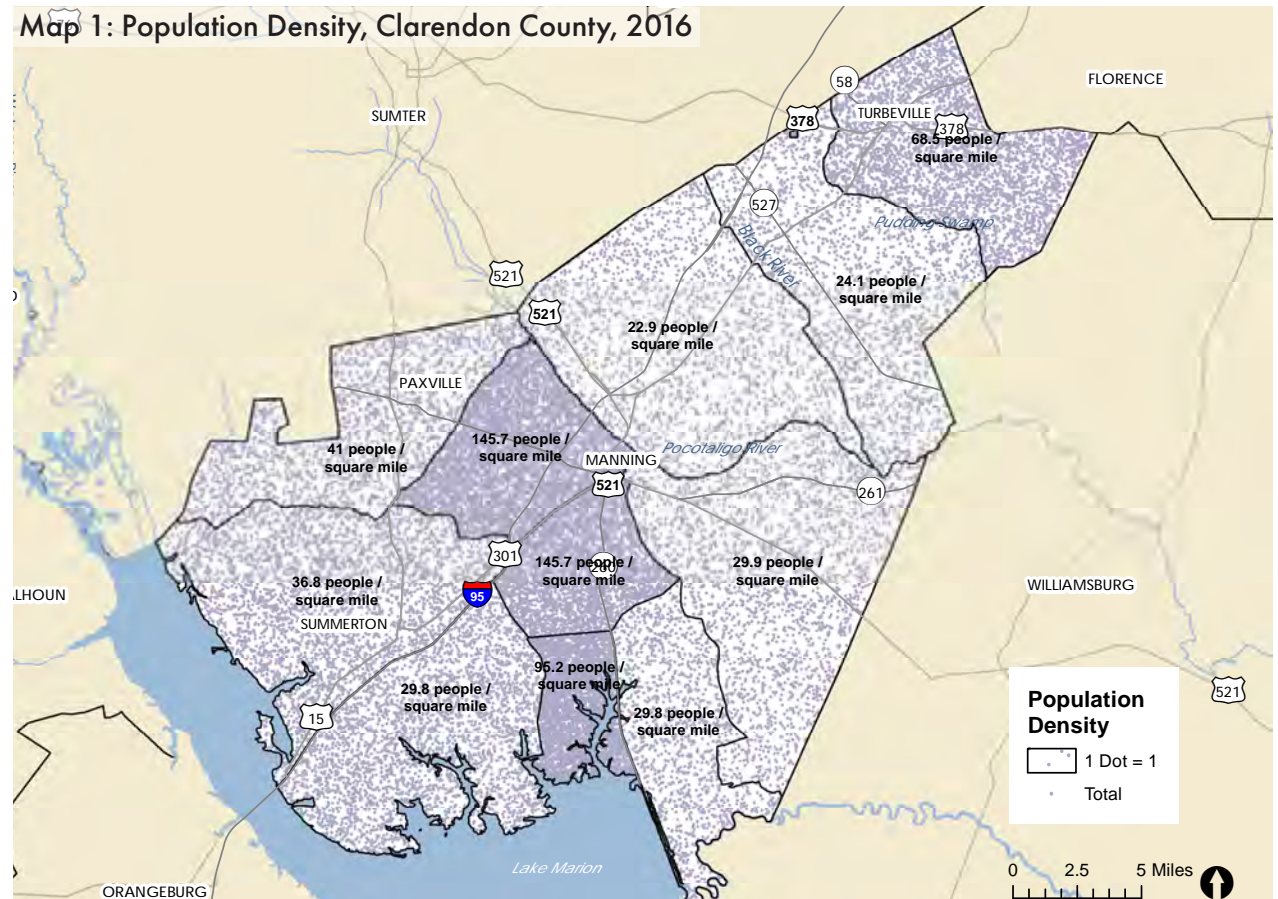 Map 1: Population Density, Clarendon County, 2016
FLORENCE
58
SUMTER
378
TURBEVILLE
378
68.5 people /
square mile
527
Pudding Swamp
Black River
521
521
24.1 people /
square mile
22.9 people /
square mile
PAXVILLE
41 people /
square mile
145.7 people /
square mile
Pocotaligo River
MANNING
521
261
301
145.7 people /
square mile
260
29.9 people /
square mile
36.8 people /
square mile
95
WILLIAMSBURG
ALHOUN
SUMMERTON
95.2 people /
square mile
29.8 people /
square mile
29.8 people /
square mile
15
521
Population
Density
1 Dot = 1
Total
Lake Marion
0 2.5 5 Miles
ORANGEBURG